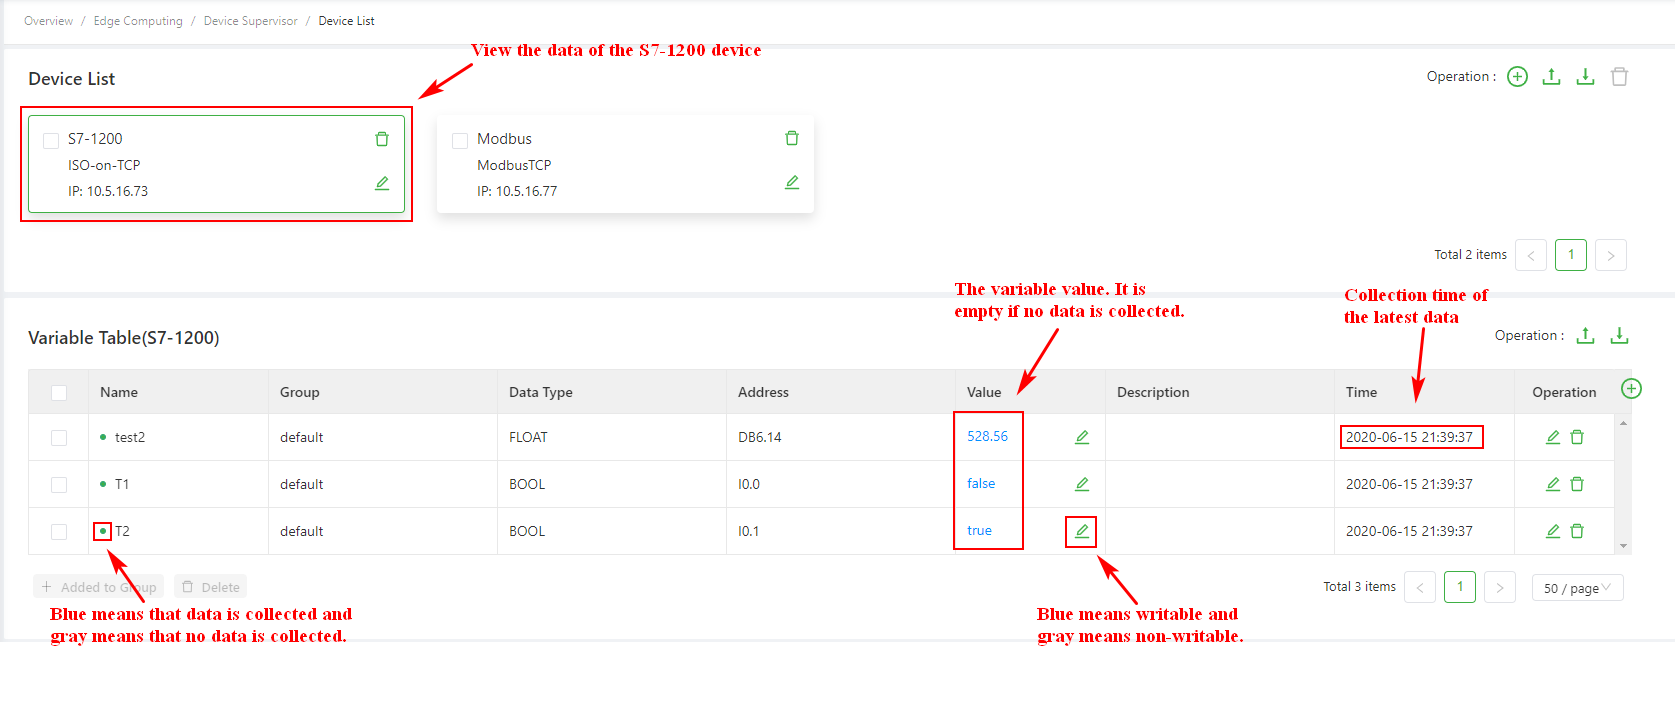 Overview / Edge Computing / Device Supervisor / Device List
View the data of the S7-1200 device
Device List
Operation :
S7-1200
ISO-on-TCP
IP: 10.5.16.73
Modbus
ModbusTCP
IP: 10.5.16.77
Total 2 items < 1 >
The variable value. It is
empty if no data is collected.
Collection time of
the latest data
Variable Table(S7-1200)
Operation :
Name Group Data Type Address Value Description Time Operation
test2 default FLOAT DB6.14 528.56 2020-06-15 21:39:37
T1 default BOOL I0.0 false 2020-06-15 21:39:37
T2 default BOOL I0.1 true 2020-06-15 21:39:37
+ Added to Group Delete
Total 3 items < 1 > 50 / page
Blue means that data is collected and
gray means that no data is collected.
Blue means writable and
gray means non-writable.